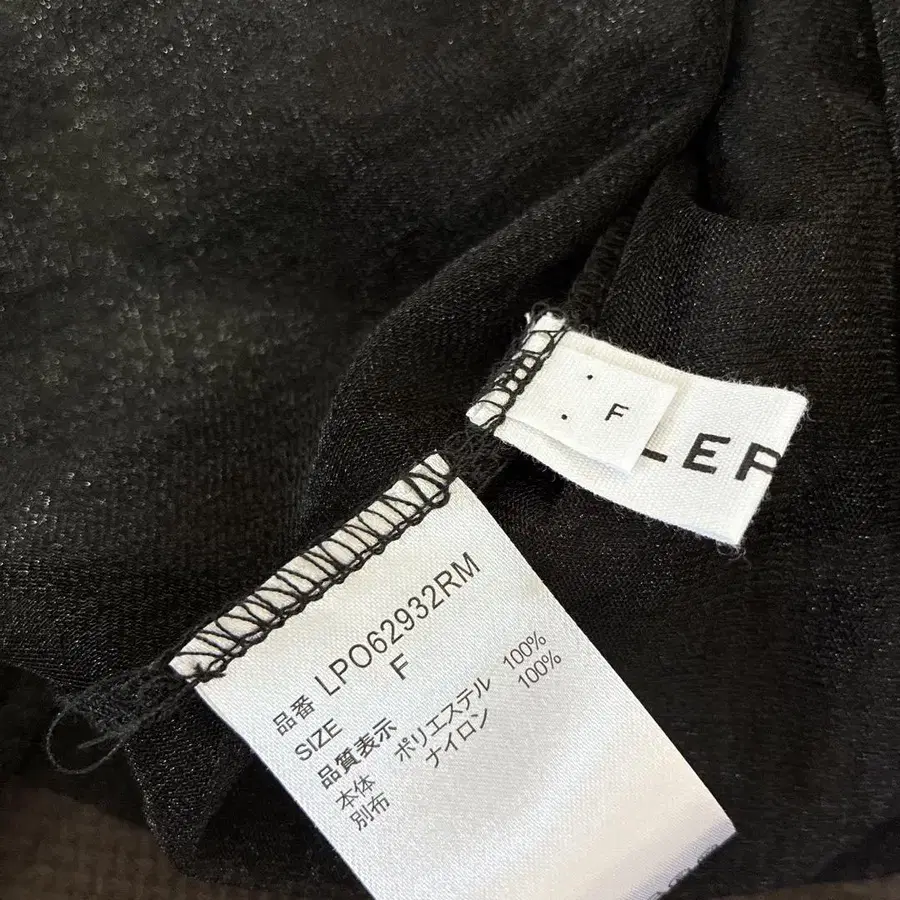 F
LEP
品番 LPO62932RM
SIZE F
品質表示
本体 ポリエステル 100%
別布 ナイロン 100%